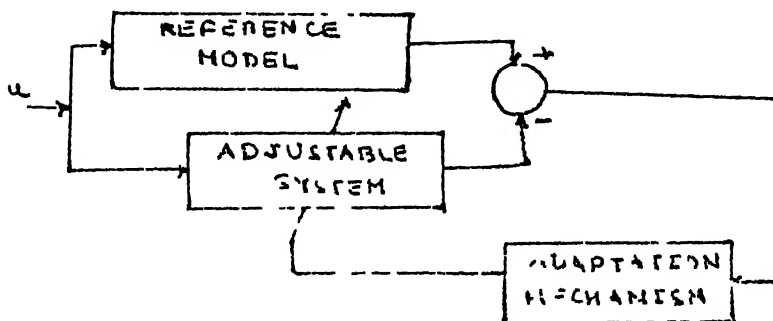 REFERENCE
MODEL
+
u
-
ADJUSTABLE
SYSTEM
ADAPTATION
MECHANISM